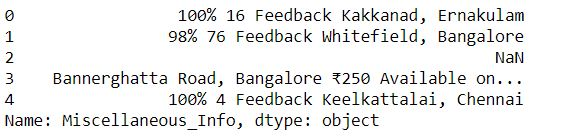 0 100% 16 Feedback Kakkanad, Ernakulam
1 98% 76 Feedback Whitefield, Bangalore
2 NaN
3 Bannerghatta Road, Bangalore ₹250 Available on...
4 100% 4 Feedback Keelkattalai, Chennai
Name: Miscellaneous_Info, dtype: object